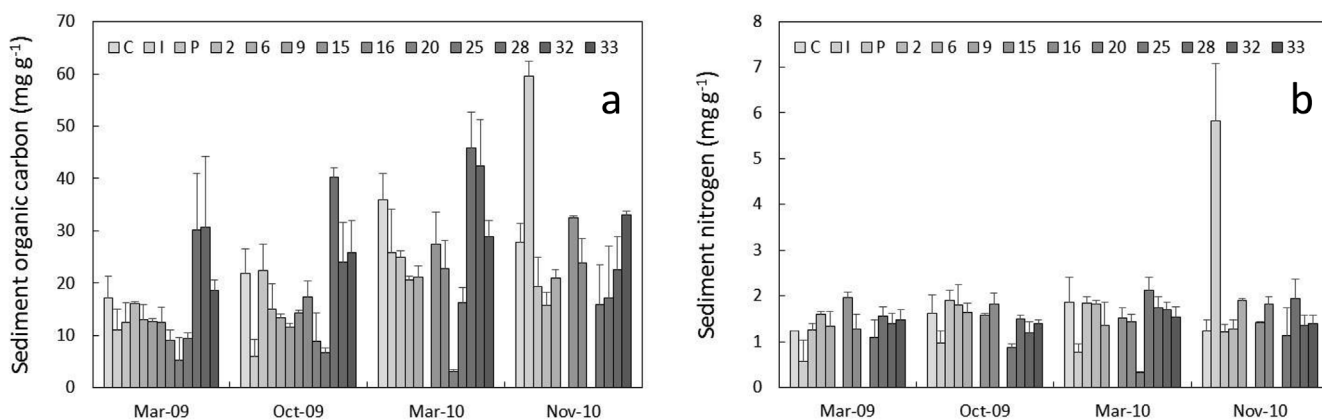 Sediment organic carbon (mg g⁻¹)
70
60
50
40
30
20
10
0
C I P 2 6 9 15 16 20 25 28 32 33
a
Mar-09 Oct-09 Mar-10 Nov-10
Sediment nitrogen (mg g⁻¹)
8
7
6
5
4
3
2
1
0
C I P 2 6 9 15 16 20 25 28 32 33
b
Mar-09 Oct-09 Mar-10 Nov-10